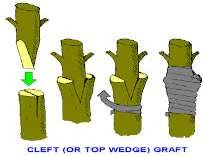 CLEFT (OR TOP WEDGE) GRAFT